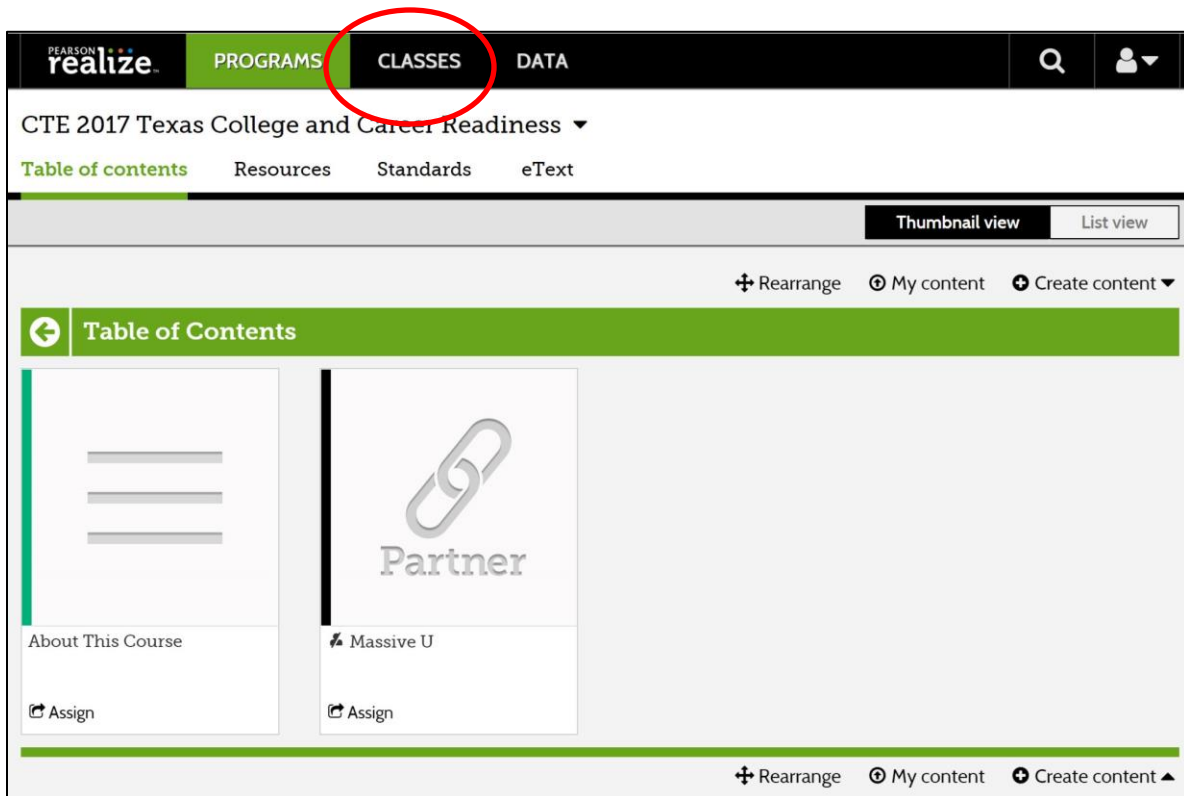 PEARSON realize™ PROGRAMS CLASSES DATA
CTE 2017 Texas College and Career Readiness
Table of contents Resources Standards eText
Thumbnail view List view
Rearrange My content Create content
Table of Contents
Partner
About This Course Massive U
Assign Assign
Rearrange My content Create content